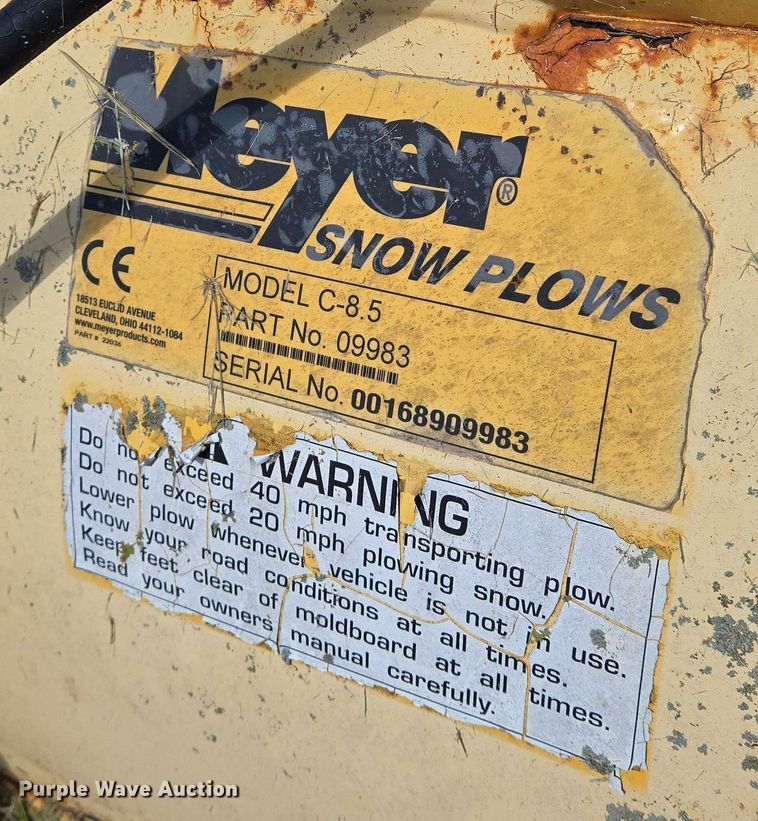 Meyer®
SNOW PLOWS
CE
18513 EUCLID AVENUE
CLEVELAND, OHIO 44112-1084
www.meyerproducts.com
PART # 22036
MODEL C-8.5
PART No. 09983
SERIAL No. 00168909983
WARNING
Do not exceed 40 mph transporting plow.
Do not exceed 20 mph plowing snow.
Lower plow whenever vehicle is not in use.
Know your road conditions at all times.
Keep feet clear of moldboard at all times.
Read your owners manual carefully.
Purple Wave Auction